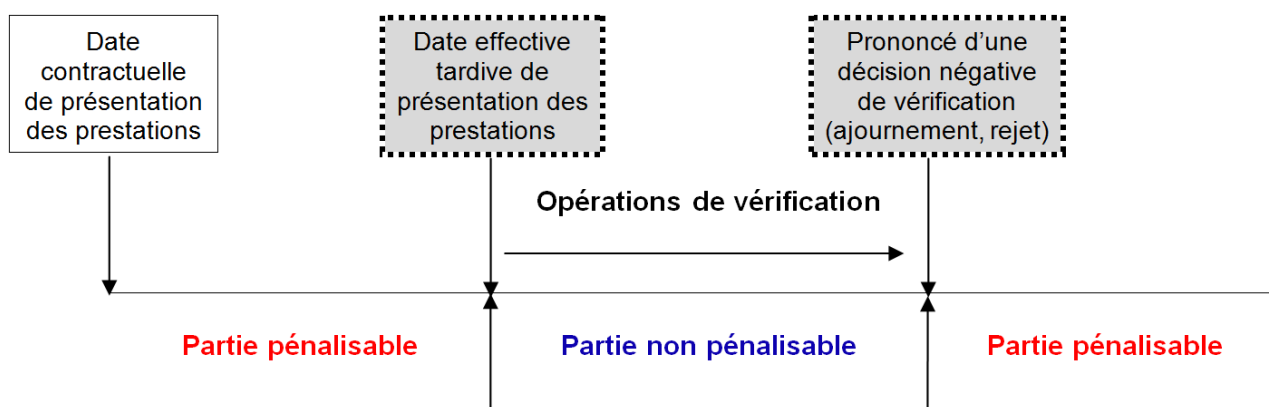 Date
contractuelle
de présentation
des prestations
Date effective
tardive de
présentation des
prestations
Prononcé d’une
décision négative
de vérification
(ajournement, rejet)
Opérations de vérification
Partie pénalisable
Partie non pénalisable
Partie pénalisable